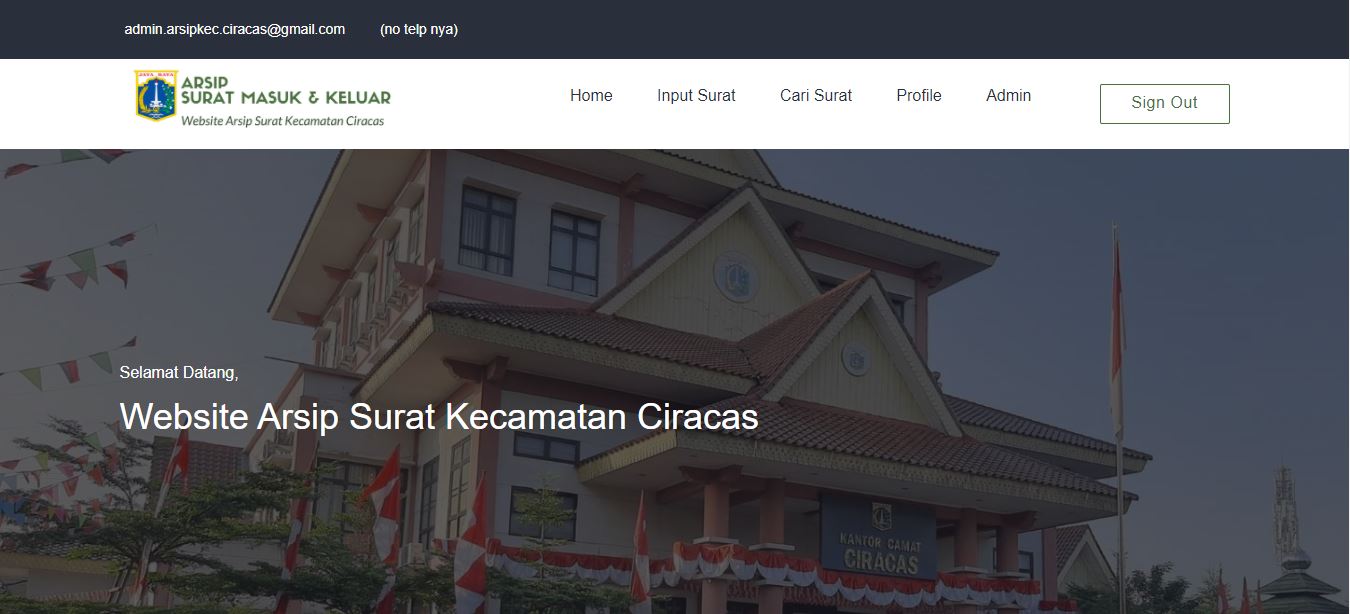 admin.arsipkec.ciracas@gmail.com (no telp nya)
JAYA RAYA
ARSIP
SURAT MASUK & KELUAR
Website Arsip Surat Kecamatan Ciracas
Home Input Surat Cari Surat Profile Admin Sign Out
Selamat Datang,
Website Arsip Surat Kecamatan Ciracas
KANTOR CAMAT
CIRACAS